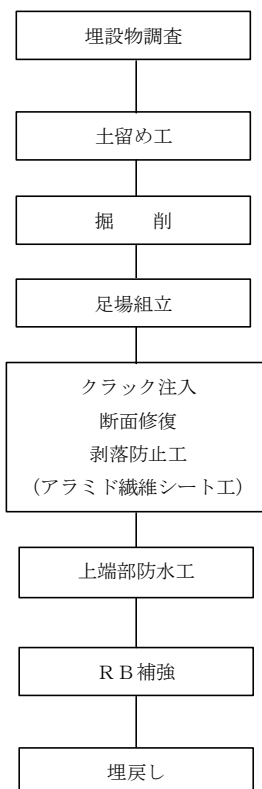 埋設物調査
土留め工
掘　　削
足場組立
クラック注入
断面修復
剥落防止工
（アラミド繊維シート工）
上端部防水工
ＲＢ補強
埋戻し